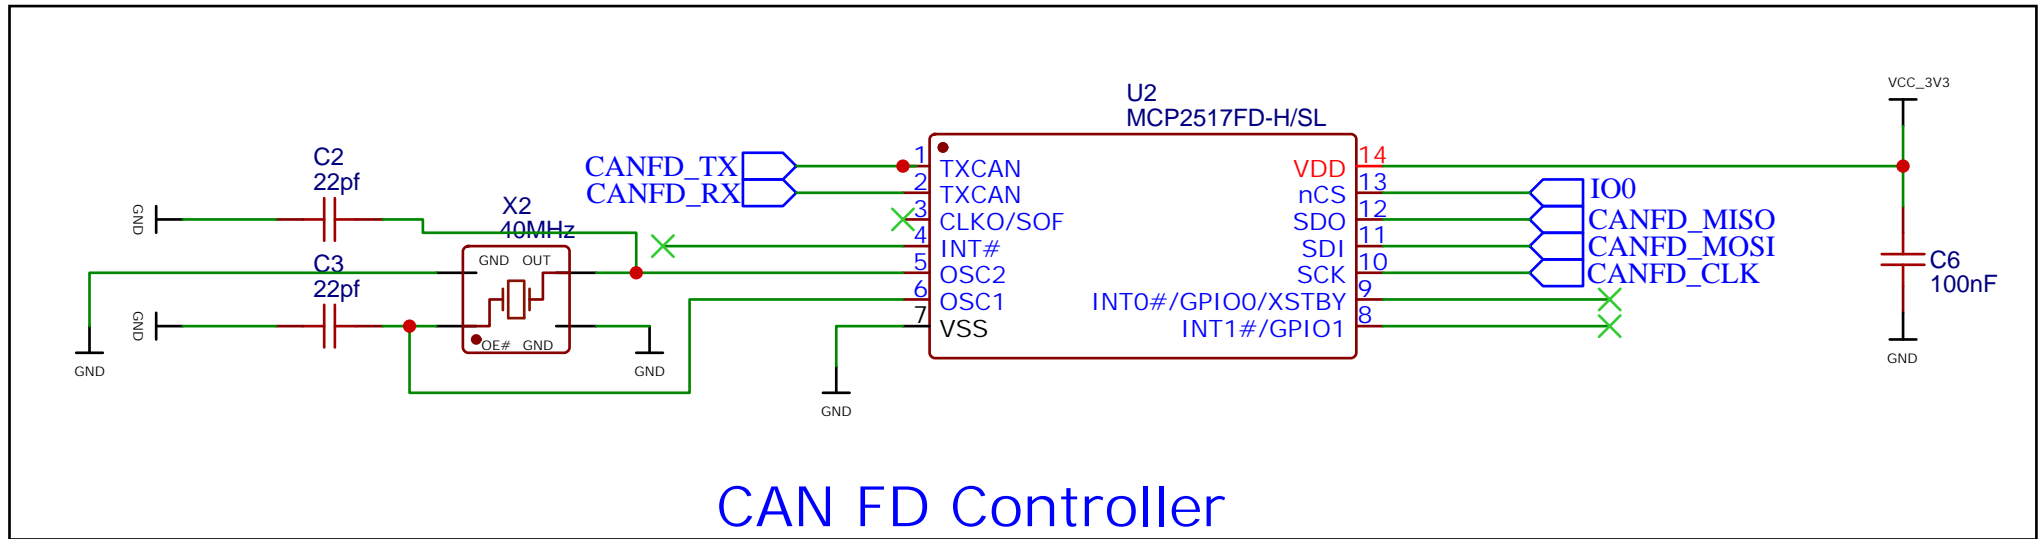 U2
MCP2517FD-H/SL
VCC_3V3
C2
22pf
GND
X2
40MHz
GND OUT
OE# GND
C3
22pf
GND
GND
GND
CANFD_TX
CANFD_RX
1 TXCAN
2 TXCAN
3 CLKO/SOF
4 INT#
5 OSC2
6 OSC1
7 VSS
GND
VDD 14
nCS 13
SDO 12
SDI 11
SCK 10
INT0#/GPIO0/XSTBY 9
INT1#/GPIO1 8
IO0
CANFD_MISO
CANFD_MOSI
CANFD_CLK
C6
100nF
GND
CAN FD Controller